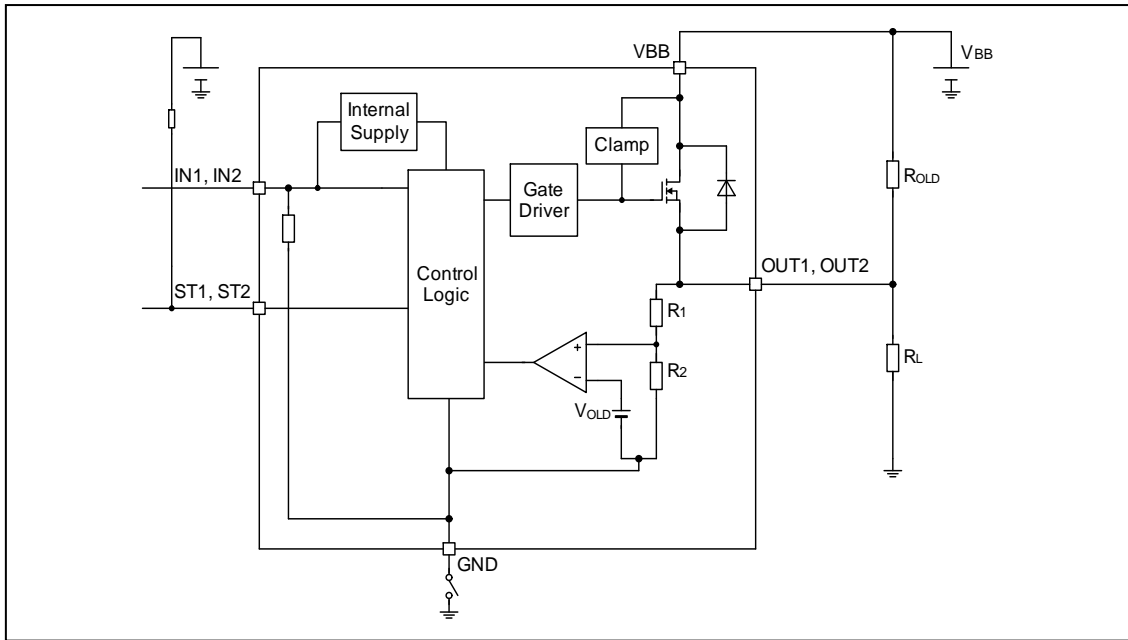 VBB
VBB
Internal
Supply
Clamp
IN1, IN2
Gate
Driver
ROLD
OUT1, OUT2
Control
Logic
ST1, ST2
R1
+
−
R2
RL
VOLD
GND